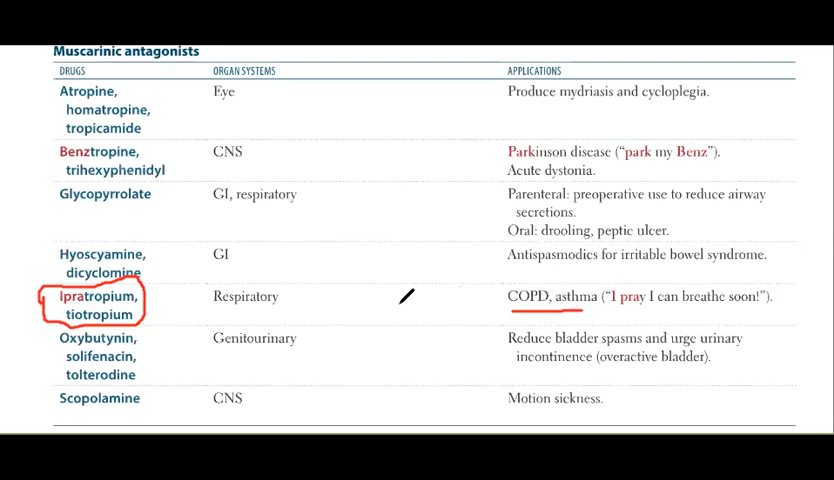 Muscarinic antagonists
DRUGS ORGAN SYSTEMS APPLICATIONS
Atropine, Eye Produce mydriasis and cycloplegia.
homatropine,
tropicamide
Benztropine, CNS Parkinson disease (“park my Benz”).
trihexyphenidyl Acute dystonia.
Glycopyrrolate GI, respiratory Parenteral: preoperative use to reduce airway
secretions.
Oral: drooling, peptic ulcer.
Hyoscyamine, GI Antispasmodics for irritable bowel syndrome.
dicyclomine
Ipratropium, Respiratory COPD, asthma (“I pray I can breathe soon!”).
tiotropium
Oxybutynin, Genitourinary Reduce bladder spasms and urge urinary
solifenacin, incontinence (overactive bladder).
tolterodine
Scopolamine CNS Motion sickness.